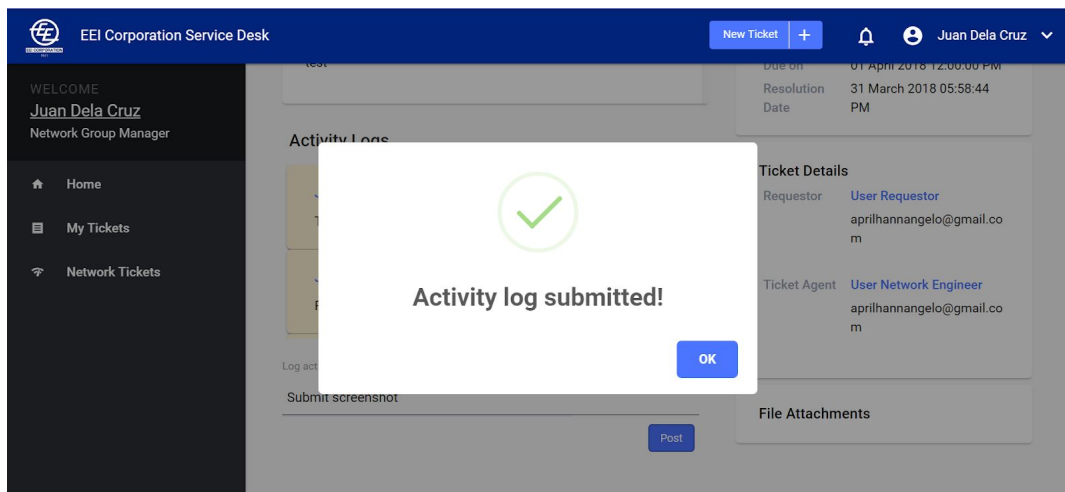 EEI Corporation Service Desk
New Ticket +
Juan Dela Cruz
WELCOME
Juan Dela Cruz
Network Group Manager
Home
My Tickets
Network Tickets
test
Activity Logs
Activity log submitted!
OK
Log act
Submit screenshot
Post
Due on 01 April 2018 12:00:00 PM
Resolution 31 March 2018 05:58:44
Date PM
Ticket Details
Requestor User Requestor
aprilhannangelo@gmail.co
m
Ticket Agent User Network Engineer
aprilhannangelo@gmail.co
m
File Attachments